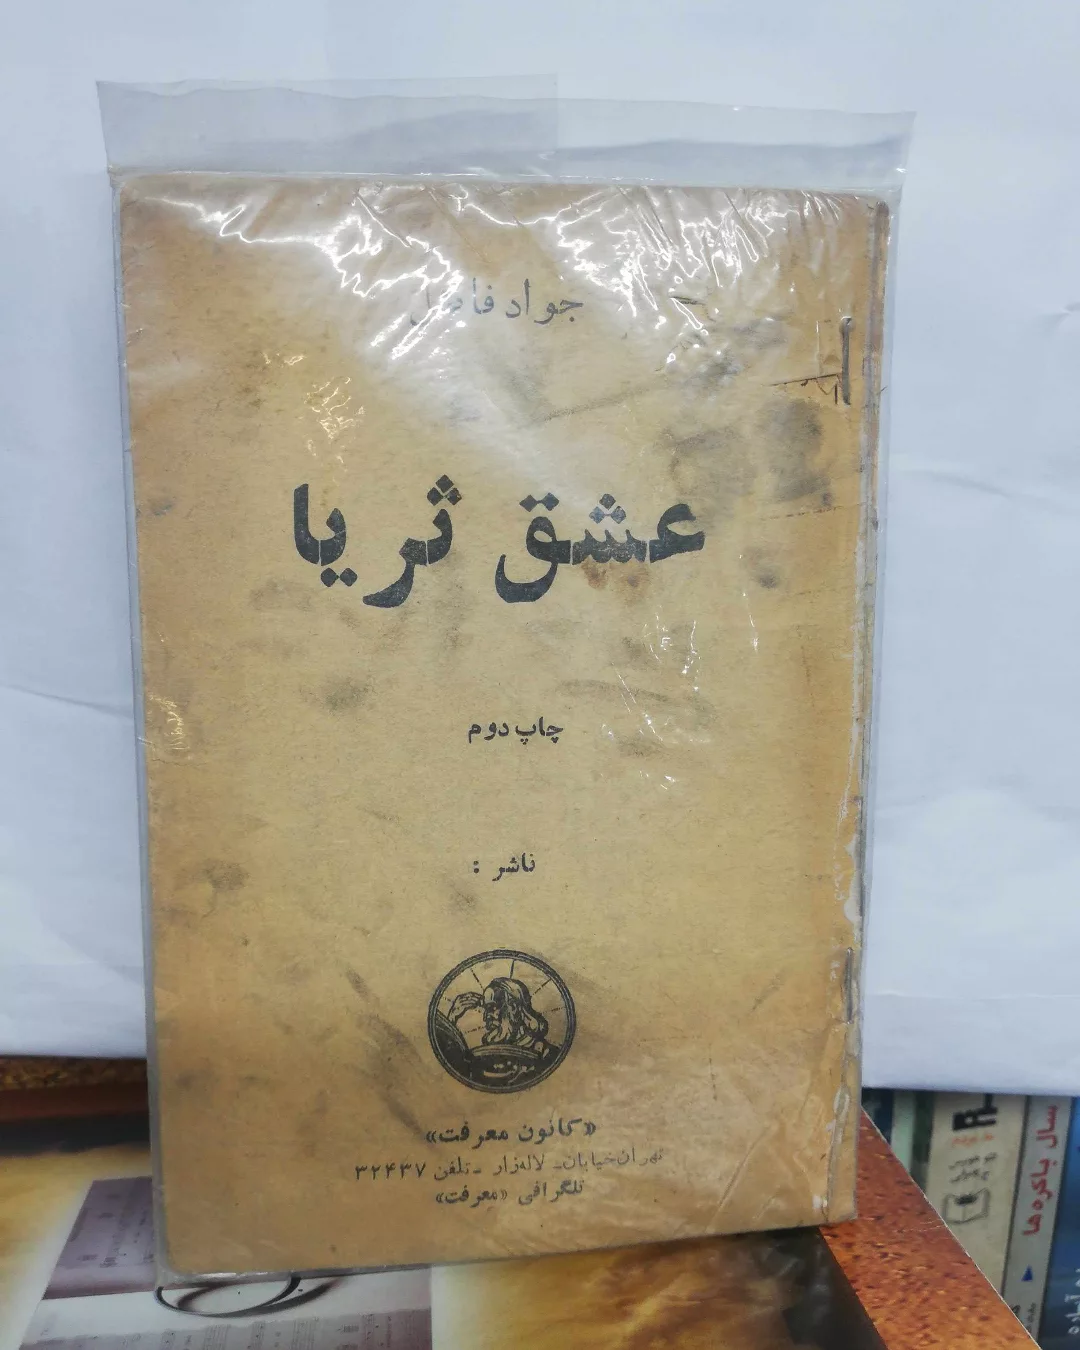 جواد فاضل
عشق ثریا
چاپ دوم
ناشر :
معرفت
«کانون معرفت»
تهران خیابان ـ لاله‌زار ـ تلفن ۳۲۴۳۷
تلگرافی «معرفت»
سال باکره‌ها